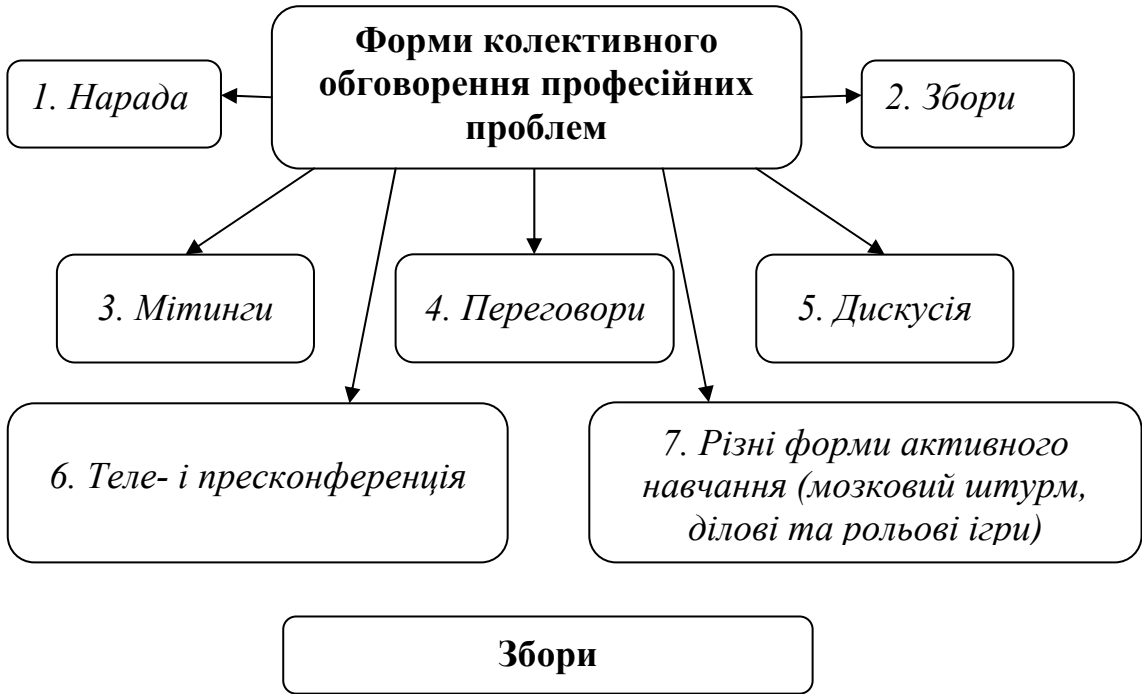 Форми колективного
обговорення професійних
проблем
1. Нарада
2. Збори
3. Мітинги
4. Переговори
5. Дискусія
6. Теле- і пресконференція
7. Різні форми активного
навчання (мозковий штурм,
ділові та рольові ігри)
Збори